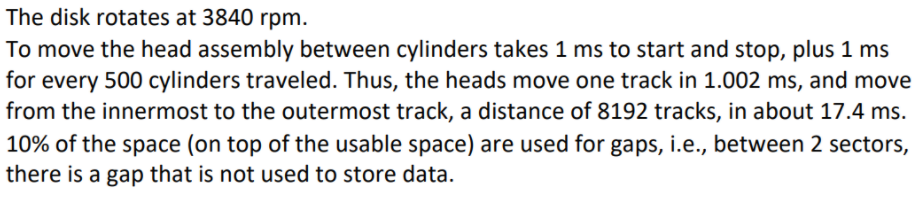 The disk rotates at 3840 rpm.
To move the head assembly between cylinders takes 1 ms to start and stop, plus 1 ms
for every 500 cylinders traveled. Thus, the heads move one track in 1.002 ms, and move
from the innermost to the outermost track, a distance of 8192 tracks, in about 17.4 ms.
10% of the space (on top of the usable space) are used for gaps, i.e., between 2 sectors,
there is a gap that is not used to store data.